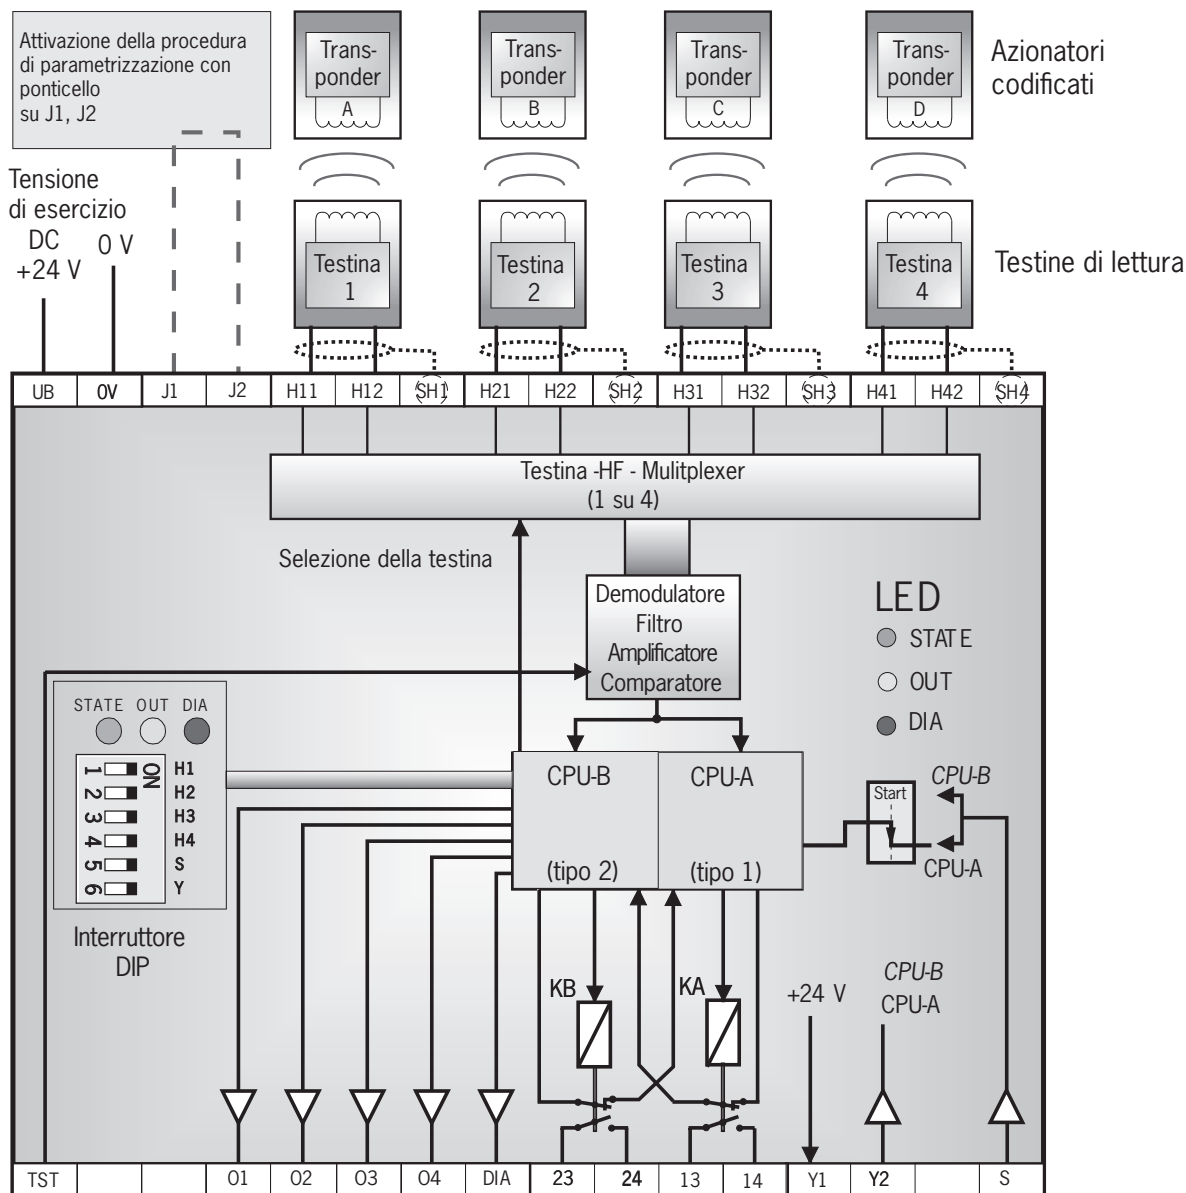 Attivazione della procedura
di parametrizzazione con
ponticello
su J1, J2
Trans-
ponder
A
Trans-
ponder
B
Trans-
ponder
C
Trans-
ponder
D
Azionatori
codificati
Tensione
di esercizio
DC
+24 V
0 V
Testina
1
Testina
2
Testina
3
Testina
4
Testine di lettura
UB 0V J1 J2 H11 H12 (SH1) H21 H22 (SH2) H31 H32 (SH3) H41 H42 (SH4)
Testina -HF - Mulitplexer
(1 su 4)
Selezione della testina
Demodulatore
Filtro
Amplificatore
Comparatore
LED
STATE
OUT
DIA
STATE OUT DIA
ON
1 H1
2 H2
3 H3
4 H4
5 S
6 Y
Interruttore
DIP
CPU-B
(tipo 2)
CPU-A
(tipo 1)
Start
CPU-B
CPU-A
KB
KA
+24 V
CPU-B
CPU-A
TST O1 O2 O3 O4 DIA 23 24 13 14 Y1 Y2 S